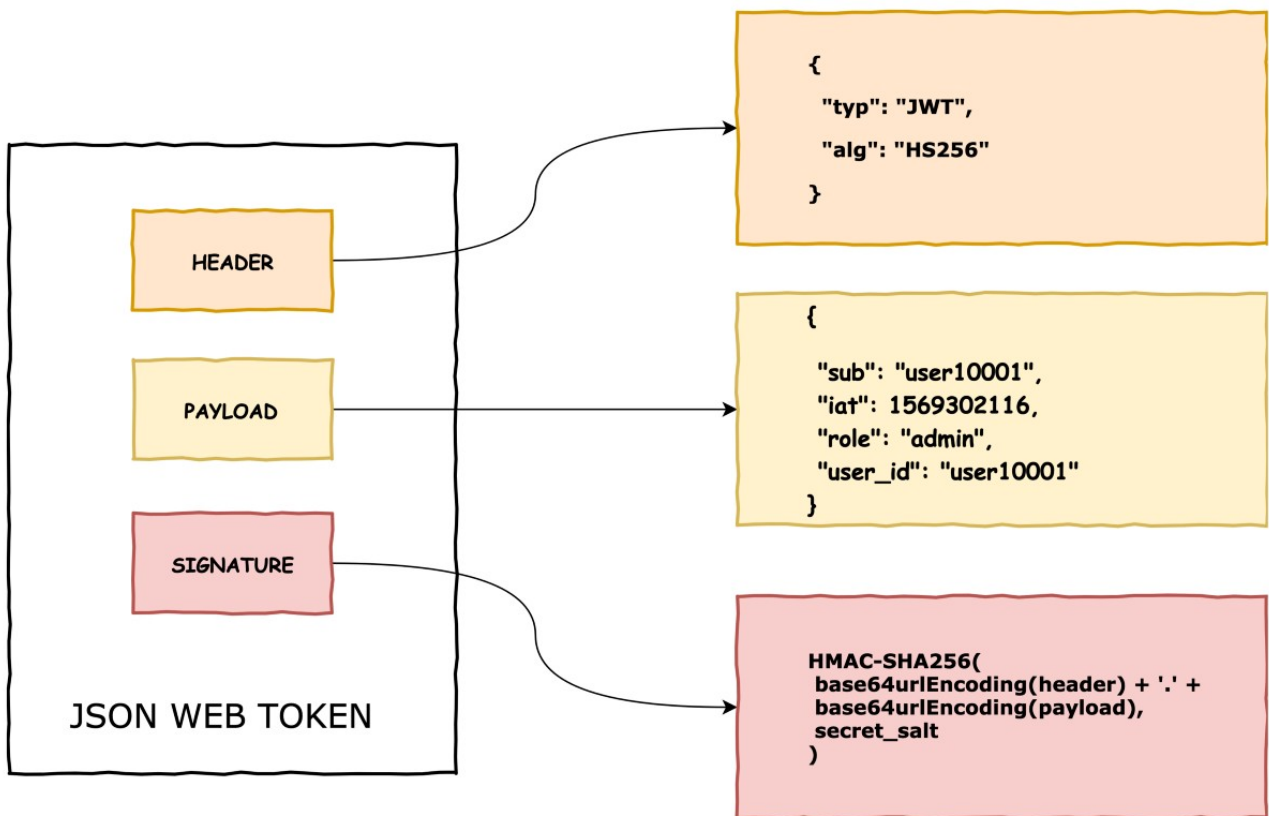 HEADER
PAYLOAD
SIGNATURE
JSON WEB TOKEN
{
"typ": "JWT",
"alg": "HS256"
}
{
"sub": "user10001",
"iat": 1569302116,
"role": "admin",
"user_id": "user10001"
}
HMAC-SHA256(
base64urlEncoding(header) + '.' +
base64urlEncoding(payload),
secret_salt
)